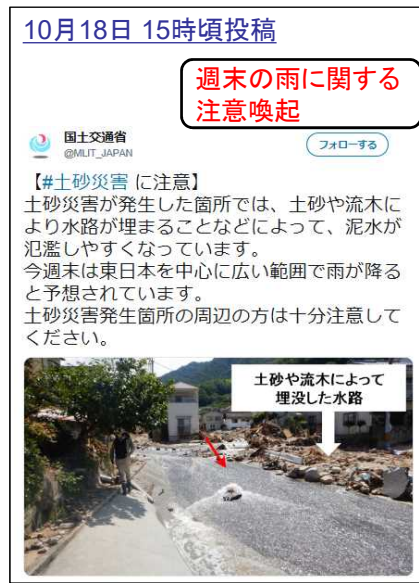 10月18日 15時頃投稿
週末の雨に関する
注意喚起
国土交通省
@MLIT_JAPAN
フォローする
【#土砂災害 に注意】
土砂災害が発生した箇所では、土砂や流木に
より水路が埋まることなどによって、泥水が
氾濫しやすくなっています。
今週末は東日本を中心に広い範囲で雨が降る
と予想されています。
土砂災害発生箇所の周辺の方は十分注意して
ください。
土砂や流木によって
埋没した水路